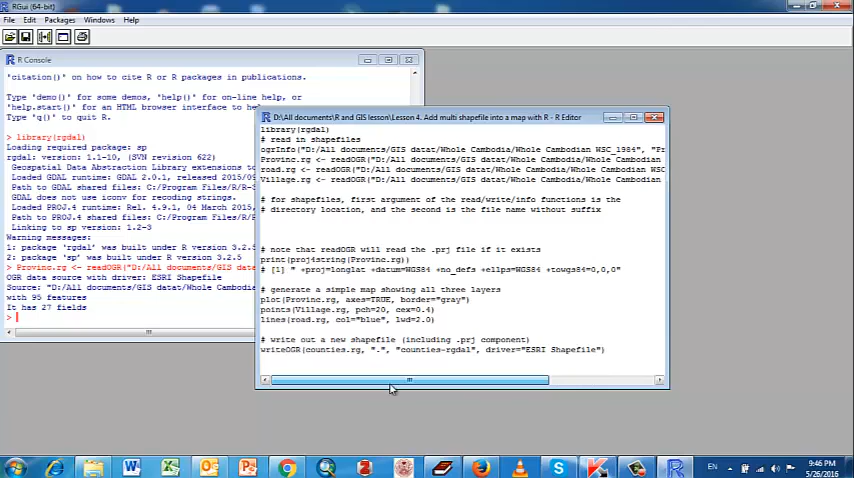 RGui (64-bit)
File Edit Packages Windows Help
R Console
'citation()' on how to cite R or R packages in publications.
Type 'demo()' for some demos, 'help()' for on-line help, or
'help.start()' for an HTML browser interface to help.
Type 'q()' to quit R.
> library(rgdal)
Loading required package: sp
rgdal: version: 1.1-10, (SVN revision 622)
Geospatial Data Abstraction Library extensions to
Loaded GDAL runtime: GDAL 2.0.1, released 2015/09
Path to GDAL shared files: C:/Program Files/R/R-3
GDAL does not use iconv for recoding strings.
Loaded PROJ.4 runtime: Rel. 4.9.1, 04 March 2015,
Path to PROJ.4 shared files: C:/Program Files/R/R
Linking to sp version: 1.2-3
Warning messages:
1: package 'rgdal' was built under R version 3.2.5
2: package 'sp' was built under R version 3.2.5
> Provinc.rg <- readOGR("D:/All documents/GIS data
OGR data source with driver: ESRI Shapefile
Source: "D:/All documents/GIS datat/Whole Cambodia
with 95 features
It has 27 fields
>
D:\All documents\R and GIS lesson\Lesson 4. Add multi shapefile into a map with R - R Editor
library(rgdal)
# read in shapefiles
ogrInfo("D:/All documents/GIS datat/Whole Cambodia/Whole Cambodian WSC_1984", "Pr
Provinc.rg <- readOGR("D:/All documents/GIS datat/Whole Cambodia/Whole Cambodian
road.rg <- readOGR("D:/All documents/GIS datat/Whole Cambodia/Whole Cambodian WSC
Village.rg <- readOGR("D:/All documents/GIS datat/Whole Cambodia/Whole Cambodian
# for shapefiles, first argument of the read/write/info functions is the
# directory location, and the second is the file name without suffix
# note that readOGR will read the .prj file if it exists
print(proj4string(Provinc.rg))
# [1] " +proj=longlat +datum=WGS84 +no_defs +ellps=WGS84 +towgs84=0,0,0"
# generate a simple map showing all three layers
plot(Provinc.rg, axes=TRUE, border="gray")
points(Village.rg, pch=20, cex=0.4)
lines(road.rg, col="blue", lwd=2.0)
# write out a new shapefile (including .prj component)
writeOGR(counties.rg, ".", "counties-rgdal", driver="ESRI Shapefile")
EN
9:46 PM
5/26/2016